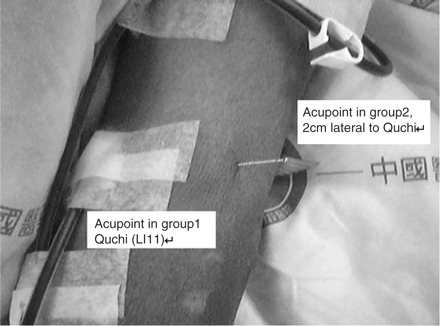 Acupoint in group2,
2cm lateral to Quchi↵
中國
Acupoint in group1
Quchi (LI11)↵